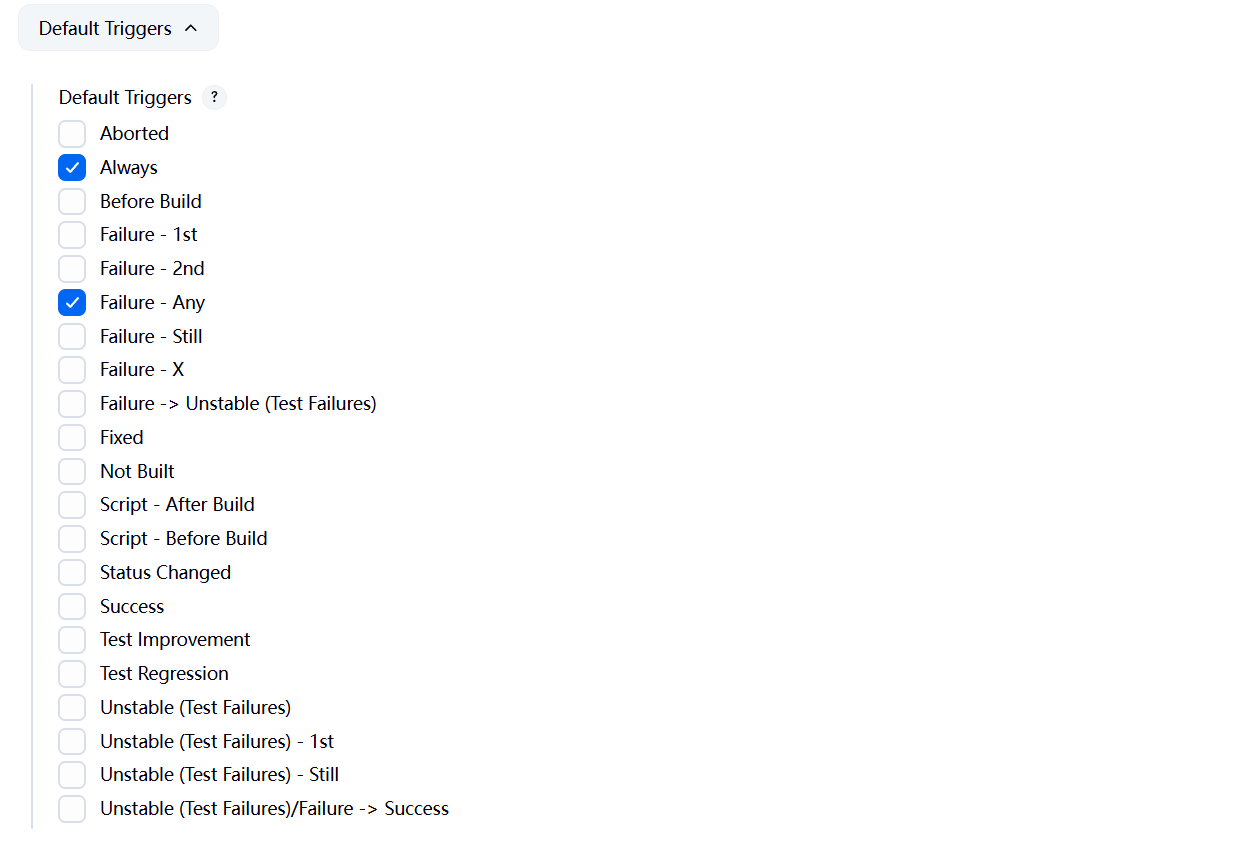 Default Triggers
Default Triggers ?
Aborted
Always
Before Build
Failure - 1st
Failure - 2nd
Failure - Any
Failure - Still
Failure - X
Failure -> Unstable (Test Failures)
Fixed
Not Built
Script - After Build
Script - Before Build
Status Changed
Success
Test Improvement
Test Regression
Unstable (Test Failures)
Unstable (Test Failures) - 1st
Unstable (Test Failures) - Still
Unstable (Test Failures)/Failure -> Success